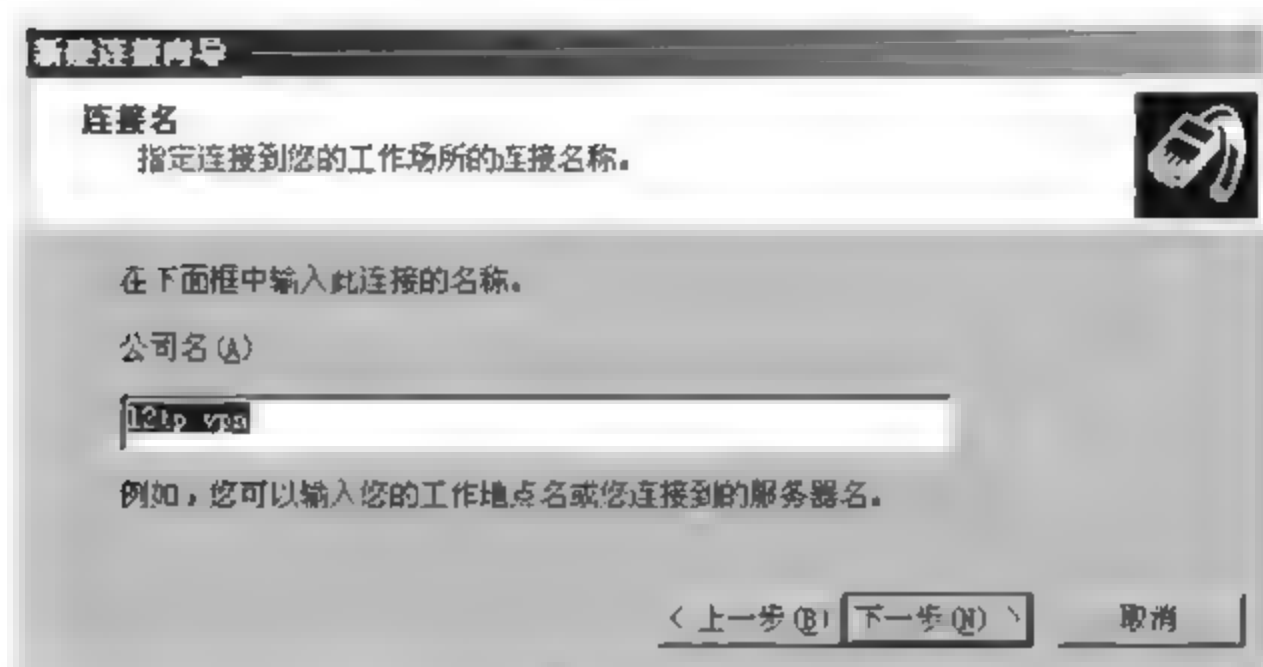 新建连接向导
连接名
指定连接到您的工作场所的连接名称。
在下面框中输入此连接的名称。
公司名(A)
l2tp vpn
例如，您可以输入您的工作地点名或您连接到的服务器名。
< 上一步(B) 下一步(N) > 取消